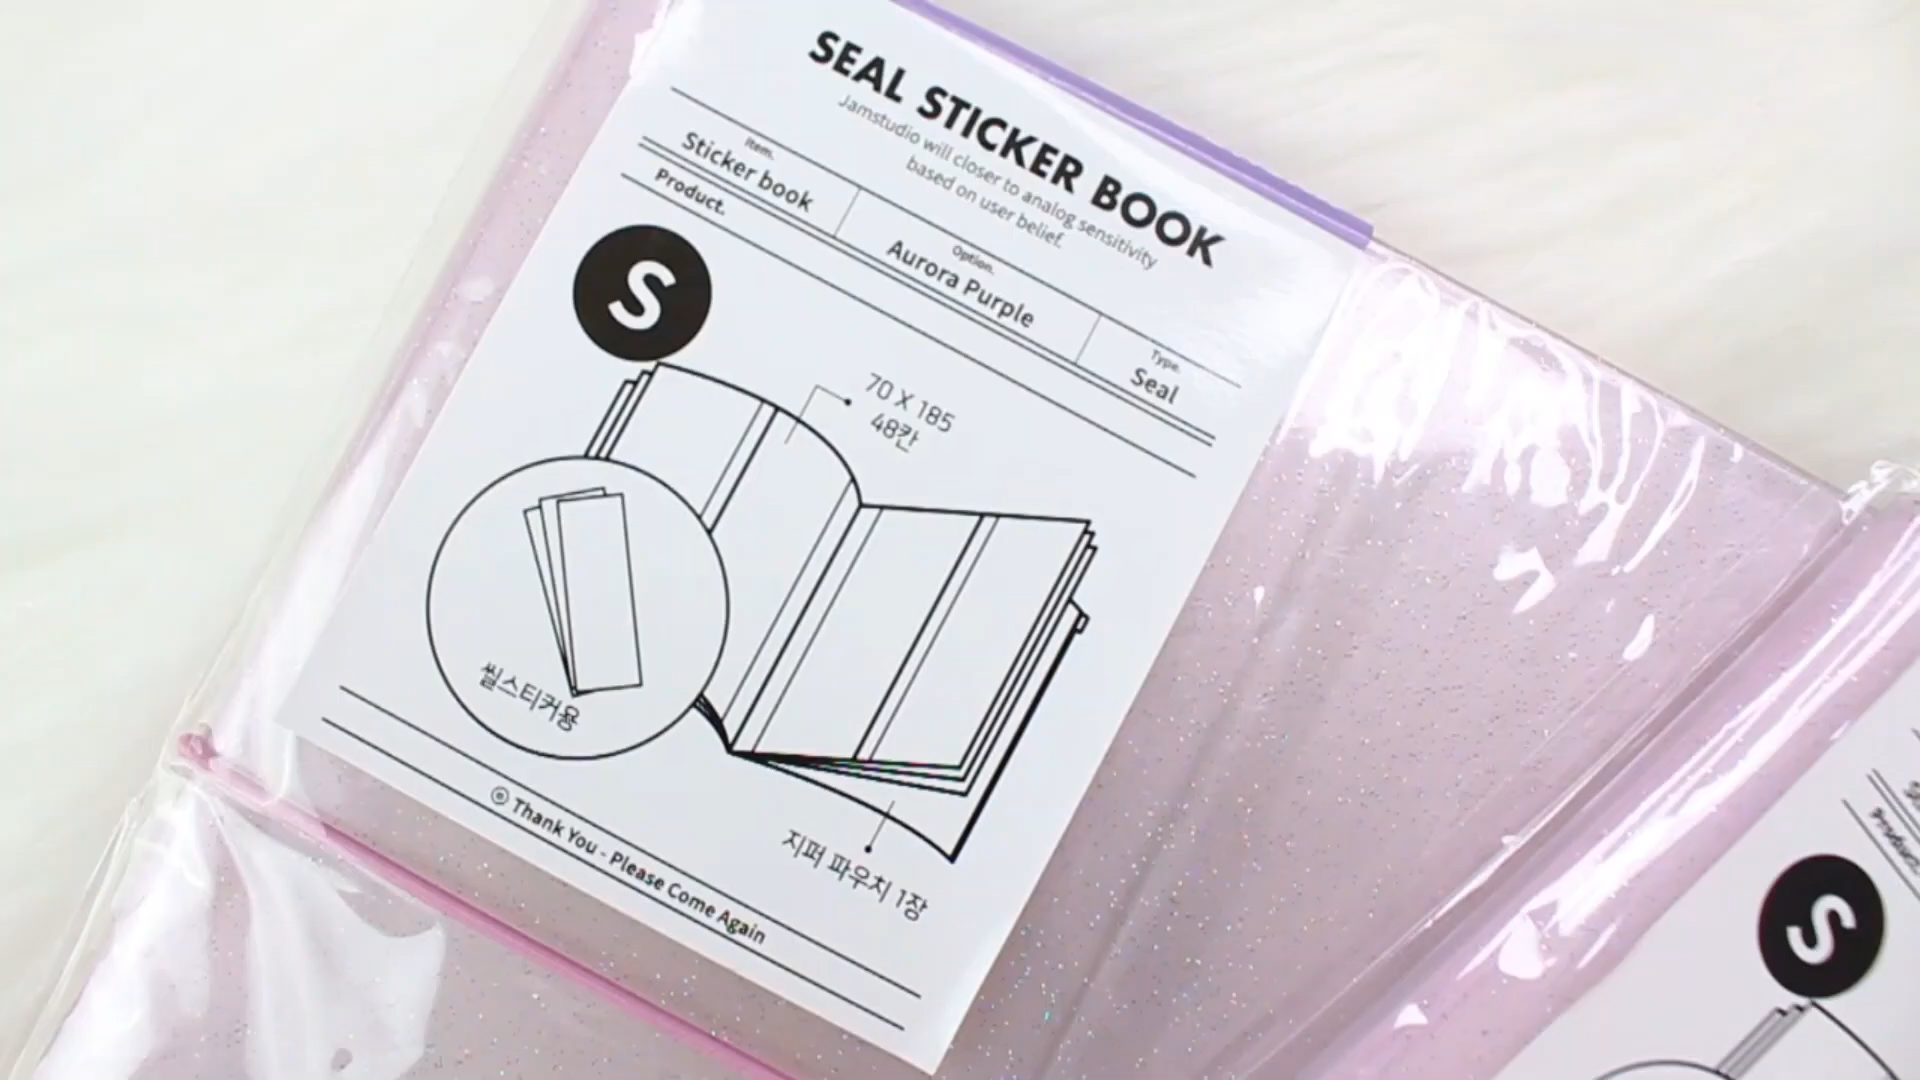 SEAL STICKER BOOK
Jamstudio will closer to analog sensitivity
based on user belief.
Item.
Sticker book
Option.
Aurora Purple
Type.
Seal
Product.
S
70 X 185
48칸
씰스티커용
지퍼 파우치 1장
© Thank You - Please Come Again
S